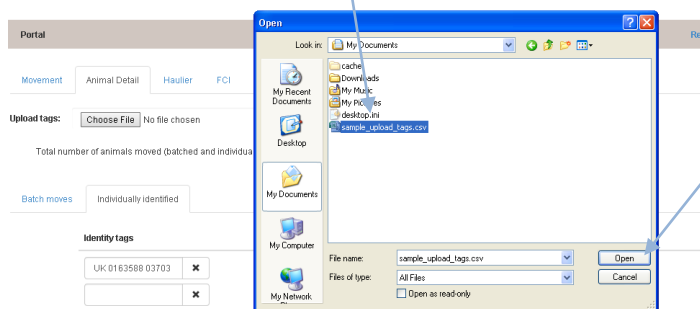 Portal
Re
Movement Animal Detail Haulier FCI
Upload tags: Choose File No file chosen
Total number of animals moved (batched and individua
Batch moves Individually identified
Identity tags
UK 0163588 03703
Open
Look in: My Documents
My Recent Documents
Desktop
My Documents
My Computer
My Network
cache
Downloads
My Music
My Pictures
desktop.ini
sample_upload_tags.csv
File name: sample_upload_tags.csv Open
Files of type: All Files Cancel
Open as read-only